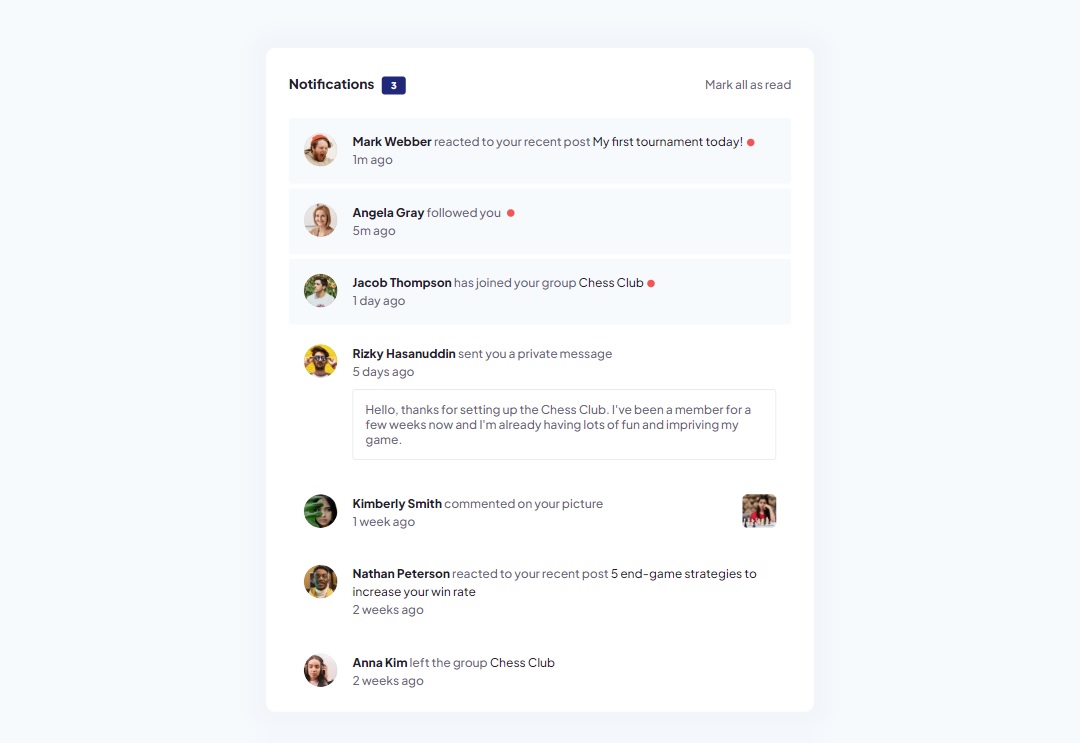 Notifications 3
Mark all as read
Mark Webber reacted to your recent post My first tournament today!
1m ago
Angela Gray followed you
5m ago
Jacob Thompson has joined your group Chess Club
1 day ago
Rizky Hasanuddin sent you a private message
5 days ago
Hello, thanks for setting up the Chess Club. I've been a member for a
few weeks now and I'm already having lots of fun and impriving my
game.
Kimberly Smith commented on your picture
1 week ago
Nathan Peterson reacted to your recent post 5 end-game strategies to
increase your win rate
2 weeks ago
Anna Kim left the group Chess Club
2 weeks ago